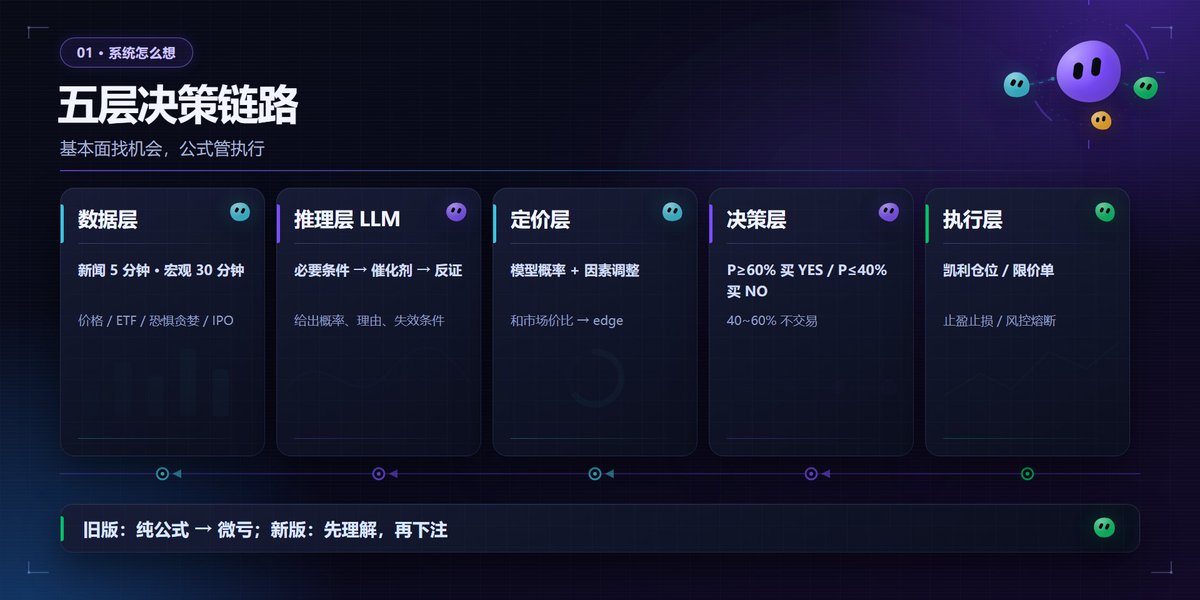 01 • 系统怎么想
五层决策链路
基本面找机会，公式管执行
数据层
新闻 5 分钟 • 宏观 30 分钟
价格 / ETF / 恐惧贪婪 / IPO
推理层 LLM
必要条件 → 催化剂 → 反证
给出概率、理由、失效条件
定价层
模型概率 + 因素调整
和市场价比 → edge
决策层
P≥60% 买 YES / P≤40%
买 NO
40~60% 不交易
执行层
凯利仓位 / 限价单
止盈止损 / 风控熔断
旧版：纯公式 → 微亏；新版：先理解，再下注